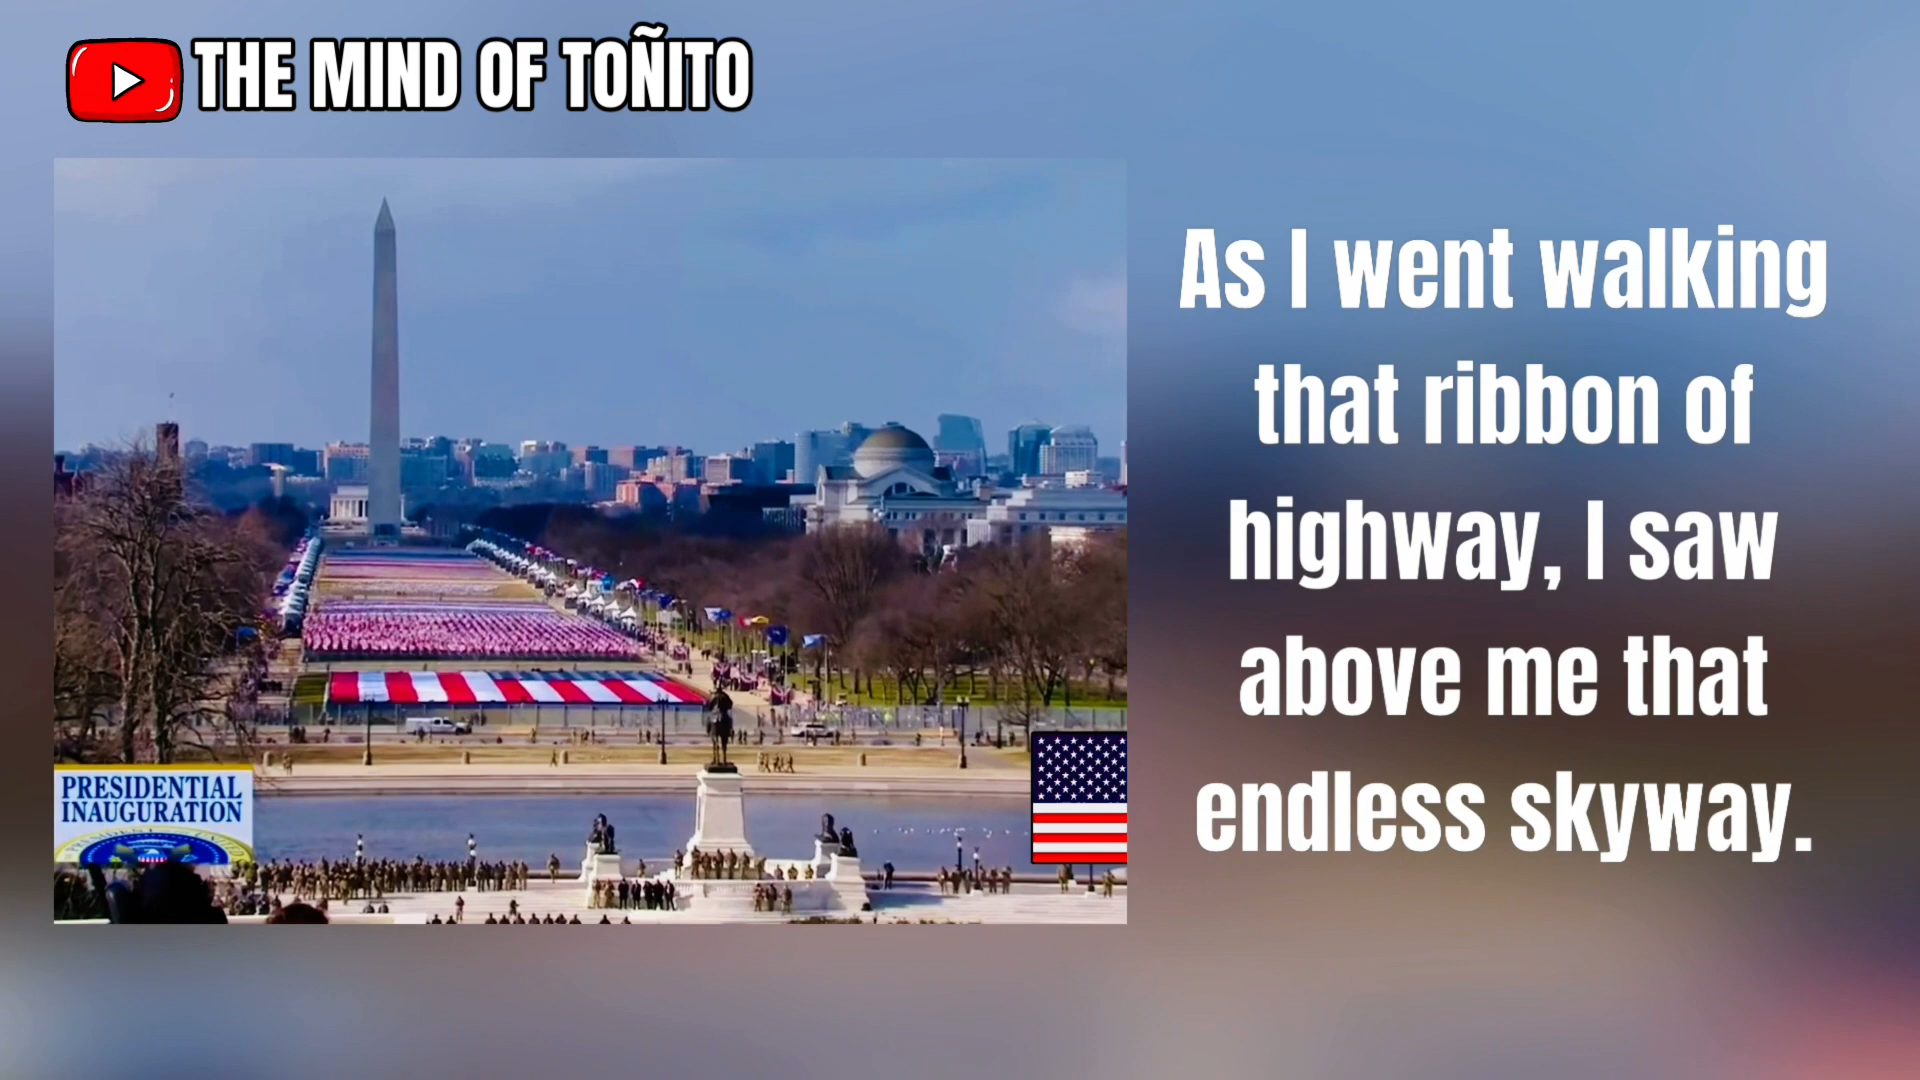 THE MIND OF TOÑITO
As I went walking
that ribbon of
highway, I saw
above me that
endless skyway.
PRESIDENTIAL
INAUGURATION